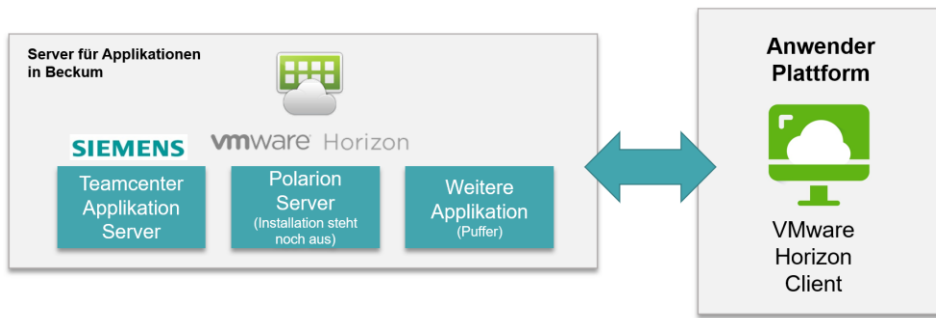 Server für Applikationen
in Beckum
SIEMENS
vmware Horizon
Teamcenter
Applikation
Server
Polarion
Server
(Installation steht
noch aus)
Weitere
Applikation
(Puffer)
Anwender
Plattform
VMware
Horizon
Client